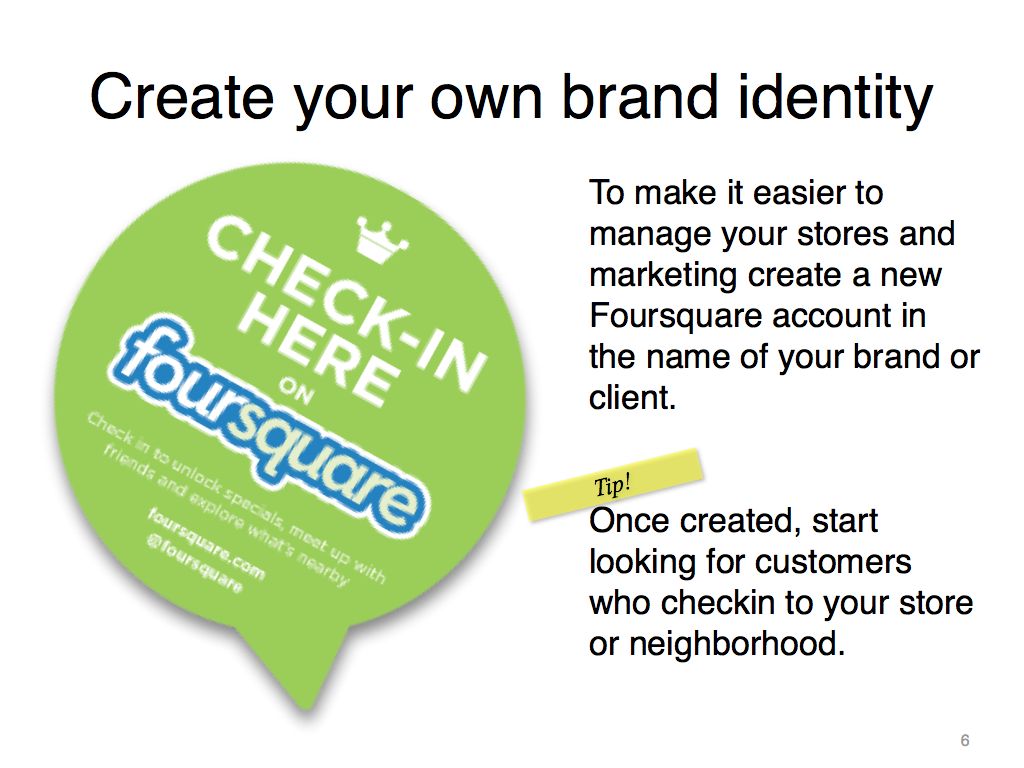 Create your own brand identity
CHECK-IN
HERE
ON
foursquare
Check in to unlock specials, meet up with
friends and explore what's nearby
foursquare.com
@foursquare
To make it easier to
manage your stores and
marketing create a new
Foursquare account in
the name of your brand or
client.
Tip!
Once created, start
looking for customers
who checkin to your store
or neighborhood.
6